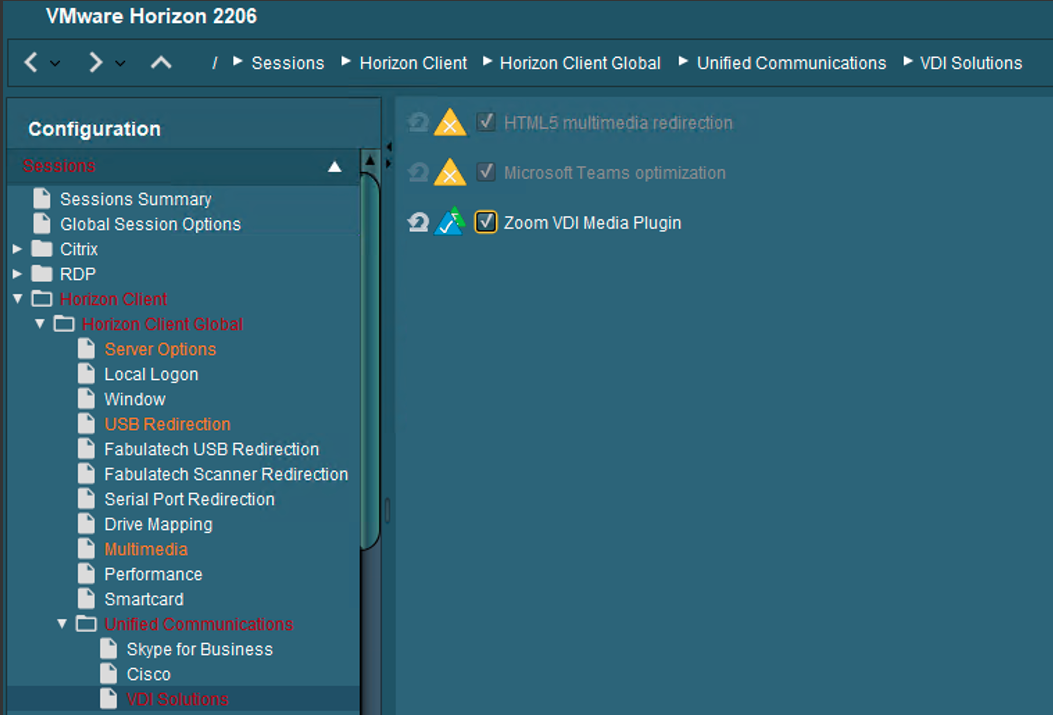 VMware Horizon 2206
/ Sessions Horizon Client Horizon Client Global Unified Communications VDI Solutions
Configuration
Sessions
Sessions Summary
Global Session Options
Citrix
RDP
Horizon Client
Horizon Client Global
Server Options
Local Logon
Window
USB Redirection
Fabulatech USB Redirection
Fabulatech Scanner Redirection
Serial Port Redirection
Drive Mapping
Multimedia
Performance
Smartcard
Unified Communications
Skype for Business
Cisco
VDI Solutions
HTML5 multimedia redirection
Microsoft Teams optimization
Zoom VDI Media Plugin